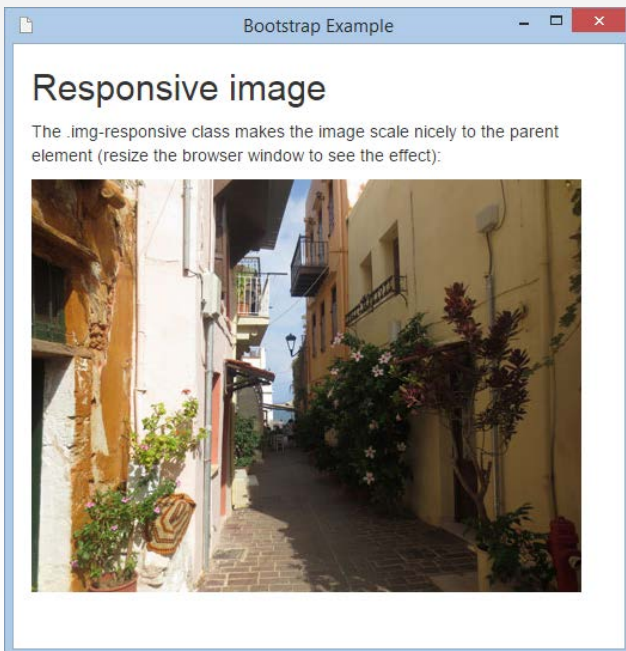 Bootstrap Example
Responsive image
The .img-responsive class makes the image scale nicely to the parent
element (resize the browser window to see the effect):